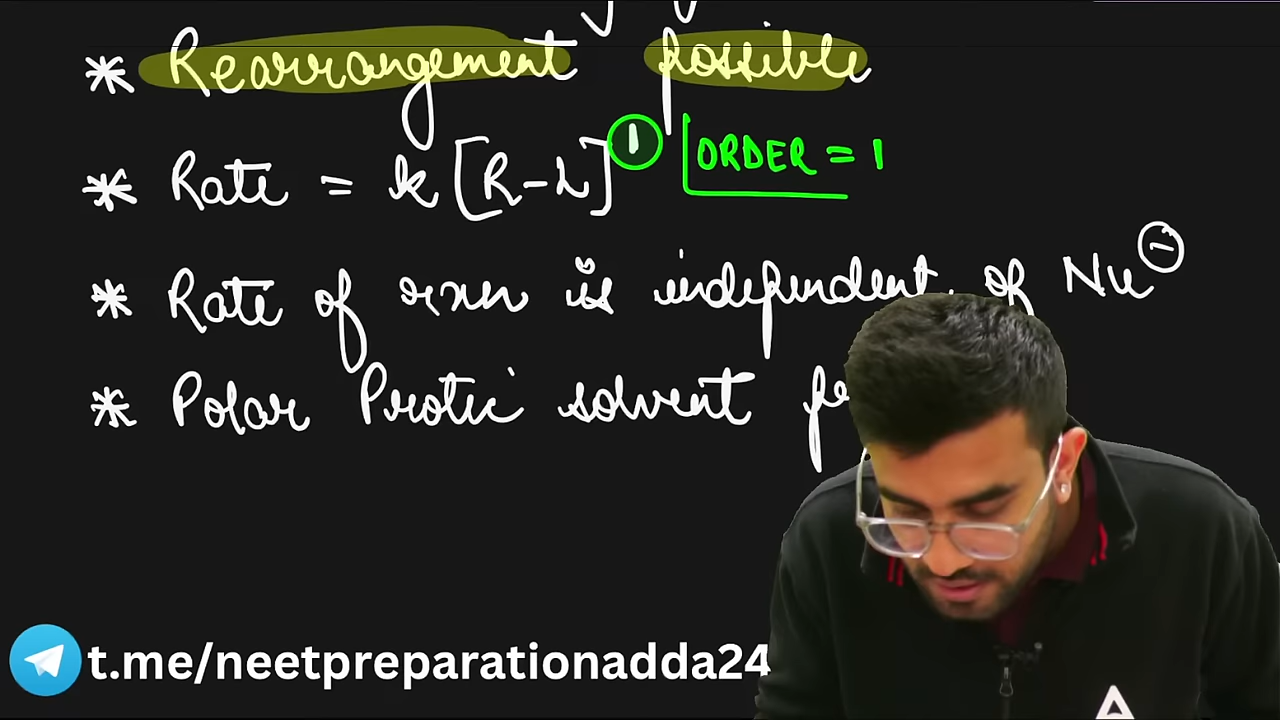 * Rearrangement possible
* Rate = k [R-L]¹ ORDER = 1
* Rate of rxn is independent of Nu⊖
* Polar Protic solvent
t.me/neetpreparationadda24
A